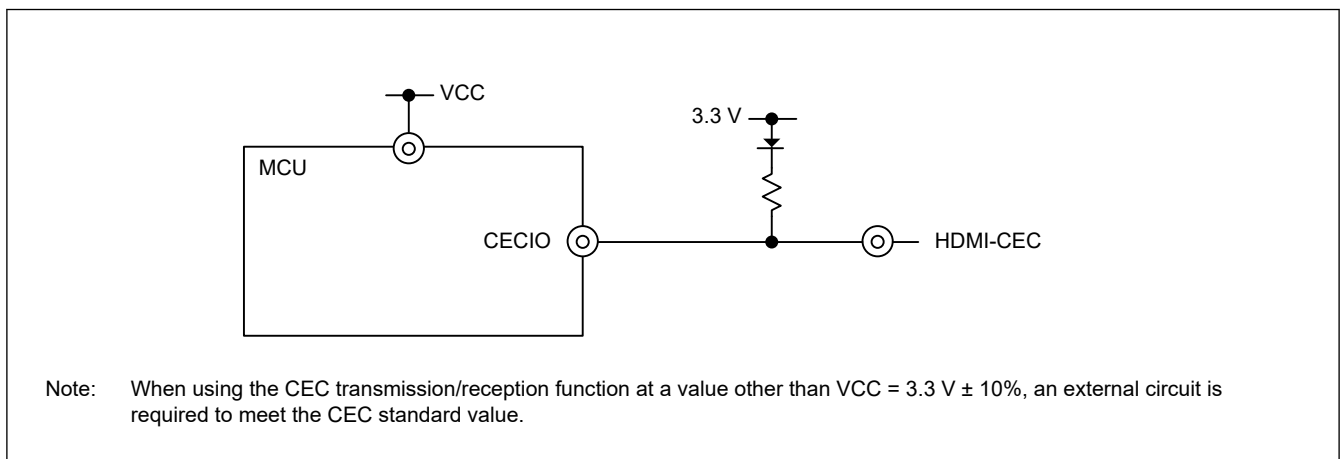 VCC
3.3 V
MCU
CECIO
HDMI-CEC
Note: When using the CEC transmission/reception function at a value other than VCC = 3.3 V ± 10%, an external circuit is
required to meet the CEC standard value.